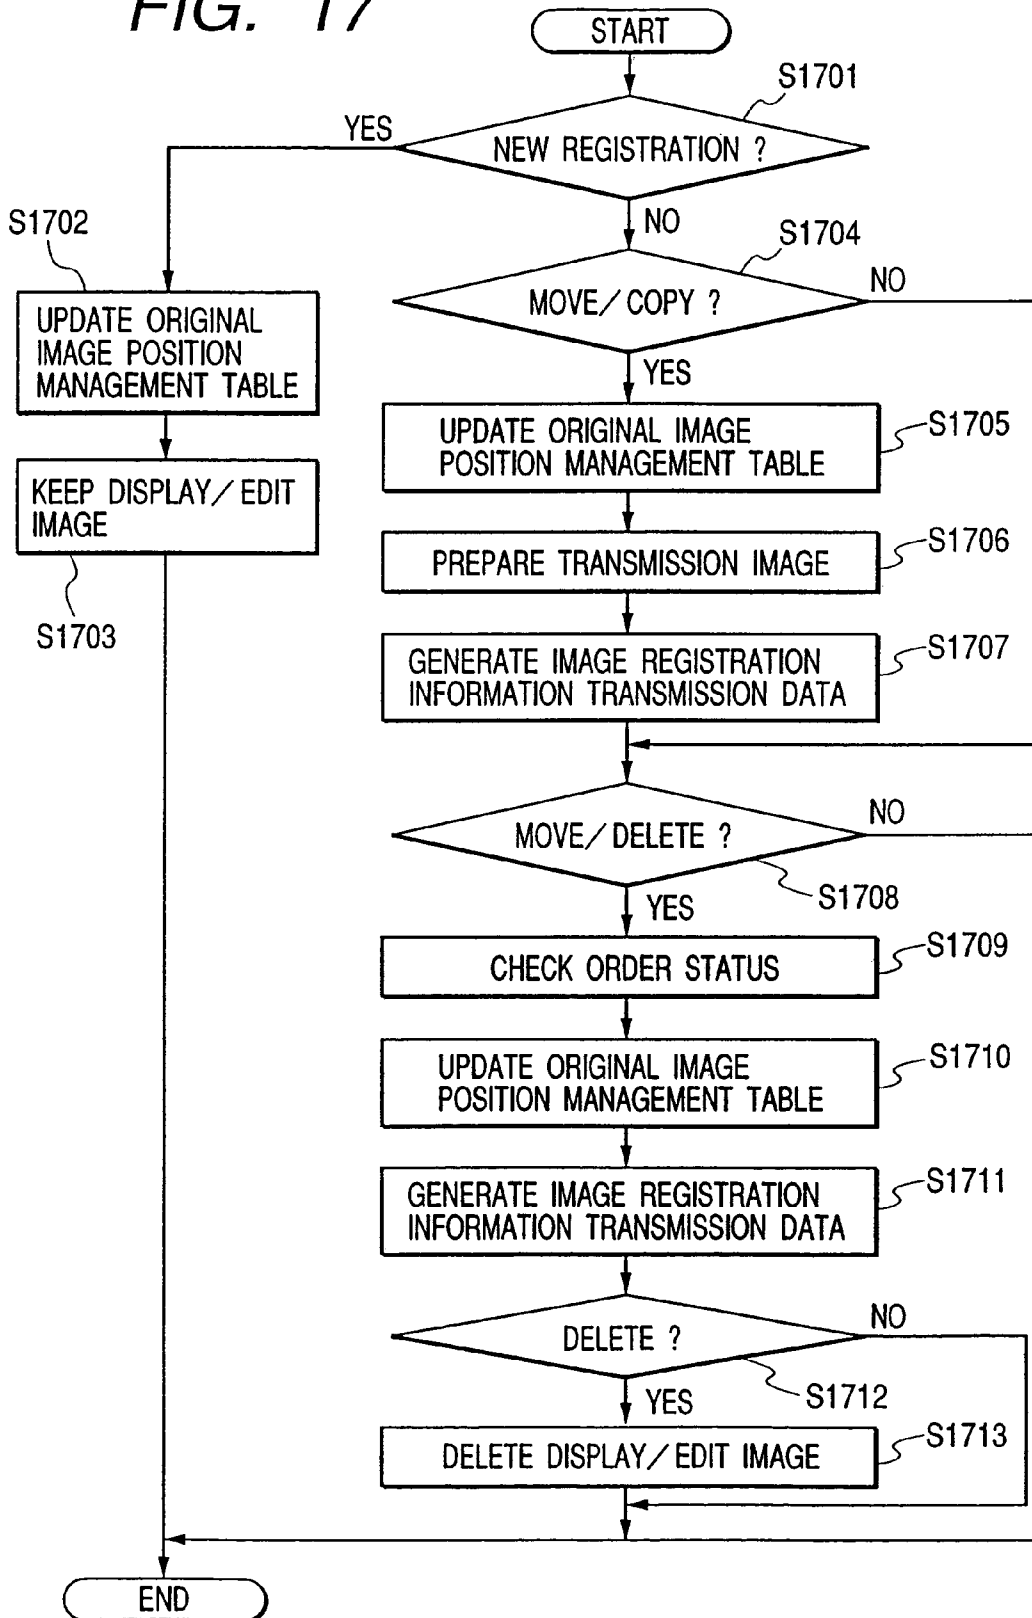 FIG. 17
START
S1701
YES
NEW REGISTRATION ?
NO
S1702
S1704
NO
UPDATE ORIGINAL
IMAGE POSITION
MANAGEMENT TABLE
MOVE/COPY ?
YES
S1705
UPDATE ORIGINAL IMAGE
POSITION MANAGEMENT TABLE
KEEP DISPLAY/EDIT
IMAGE
S1703
S1706
PREPARE TRANSMISSION IMAGE
S1707
GENERATE IMAGE REGISTRATION
INFORMATION TRANSMISSION DATA
NO
MOVE/DELETE ?
S1708
YES
S1709
CHECK ORDER STATUS
S1710
UPDATE ORIGINAL IMAGE
POSITION MANAGEMENT TABLE
S1711
GENERATE IMAGE REGISTRATION
INFORMATION TRANSMISSION DATA
NO
DELETE ?
S1712
YES
S1713
DELETE DISPLAY/EDIT IMAGE
END